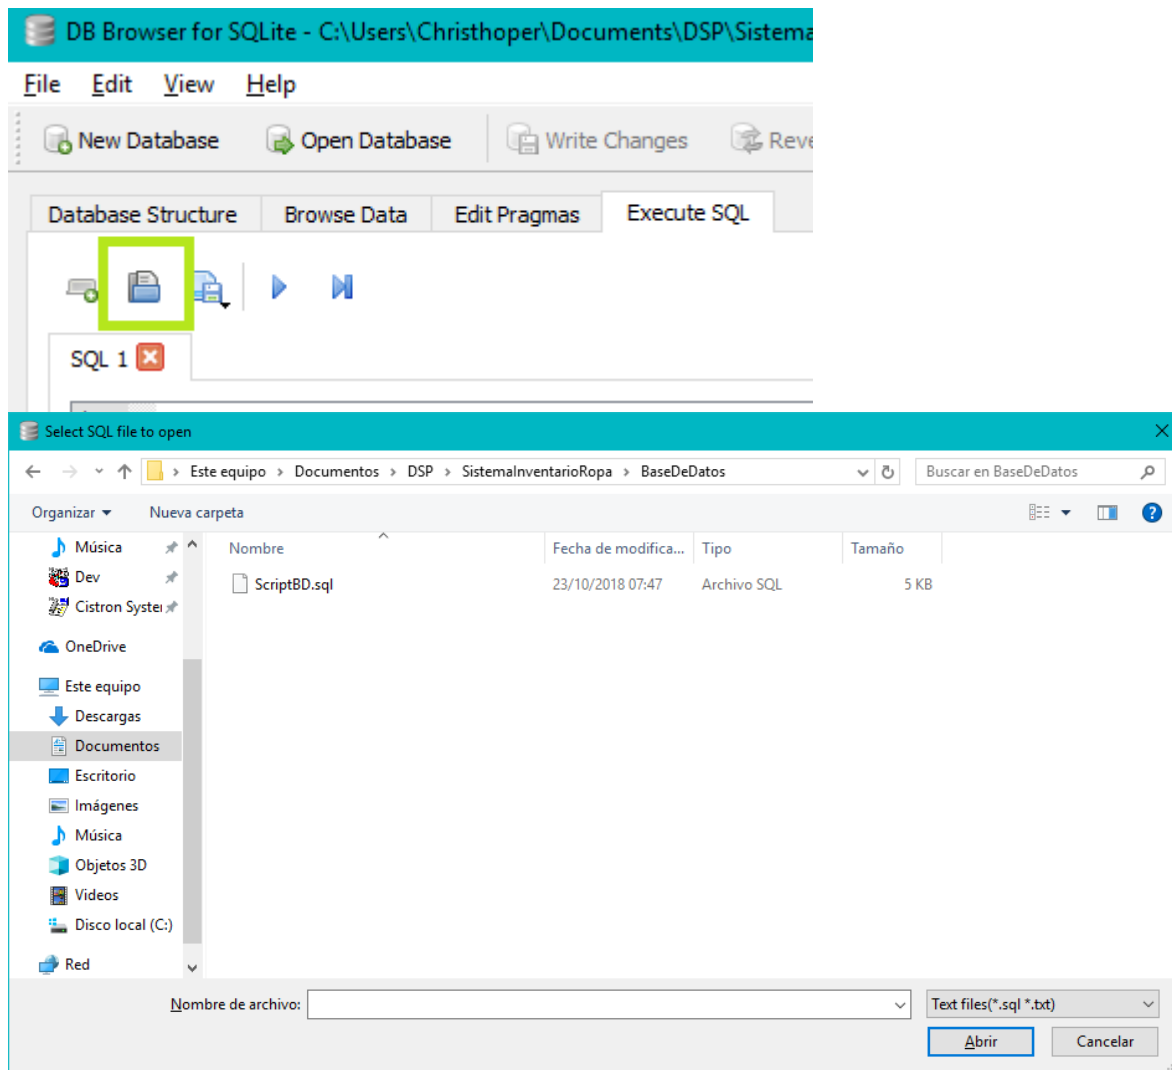 DB Browser for SQLite - C:\Users\Christhoper\Documents\DSP\Sistema
File Edit View Help
New Database Open Database Write Changes Reve
Database Structure Browse Data Edit Pragmas Execute SQL
SQL 1
Select SQL file to open
Este equipo > Documentos > DSP > SistemaInventarioRopa > BaseDeDatos Buscar en BaseDeDatos
Organizar Nueva carpeta
Música Nombre Fecha de modifica... Tipo Tamaño
Dev ScriptBD.sql 23/10/2018 07:47 Archivo SQL 5 KB
Cistron Syster
OneDrive
Este equipo
Descargas
Documentos
Escritorio
Imágenes
Música
Objetos 3D
Videos
Disco local (C:)
Red
Nombre de archivo: Text files(*.sql *.txt)
Abrir Cancelar